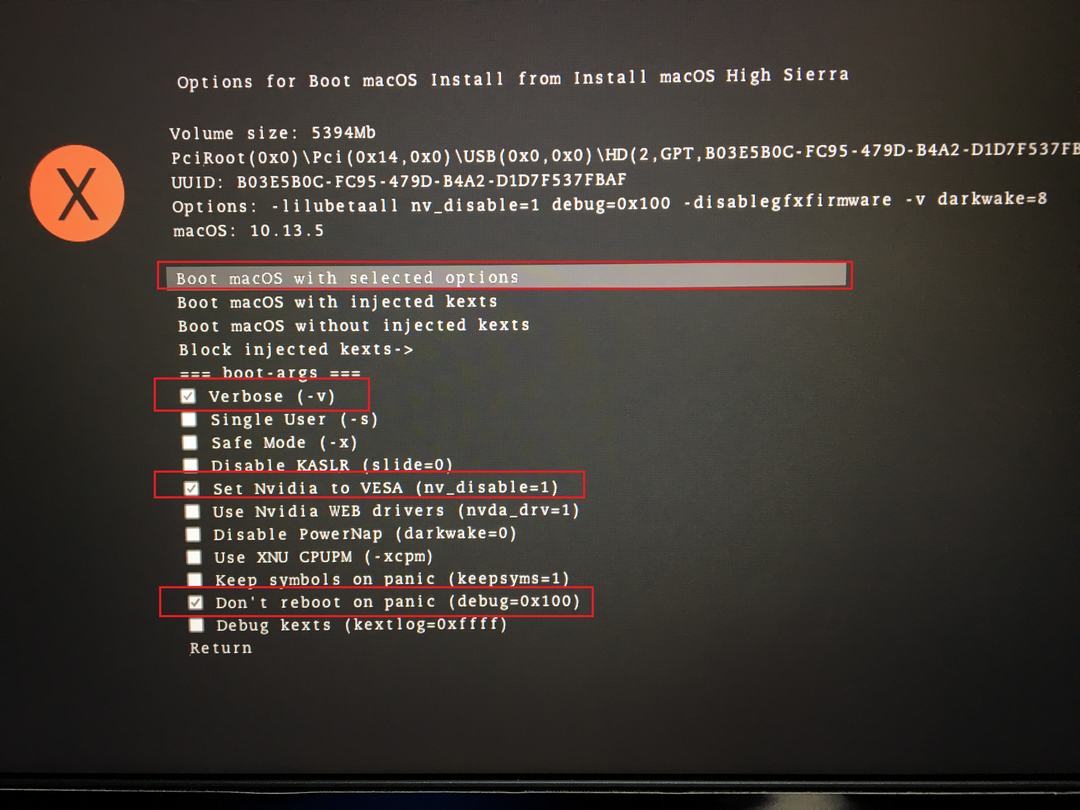 Options for Boot macOS Install from Install macOS High Sierra
Volume size: 5394Mb
PciRoot(0x0)\Pci(0x14,0x0)\USB(0x0,0x0)\HD(2,GPT,B03E5B0C-FC95-479D-B4A2-D1D7F537FB
UUID: B03E5B0C-FC95-479D-B4A2-D1D7F537FBAF
Options: -lilubetaall nv_disable=1 debug=0x100 -disablegfxfirmware -v darkwake=8
macOS: 10.13.5
X
Boot macOS with selected options
Boot macOS with injected kexts
Boot macOS without injected kexts
Block injected kexts->
=== boot-args ===
Verbose (-v)
Single User (-s)
Safe Mode (-x)
Disable KASLR (slide=0)
Set Nvidia to VESA (nv_disable=1)
Use Nvidia WEB drivers (nvda_drv=1)
Disable PowerNap (darkwake=0)
Use XNU CPUPM (-xcpm)
Keep symbols on panic (keepsyms=1)
Don't reboot on panic (debug=0x100)
Debug kexts (kextlog=0xffff)
Return